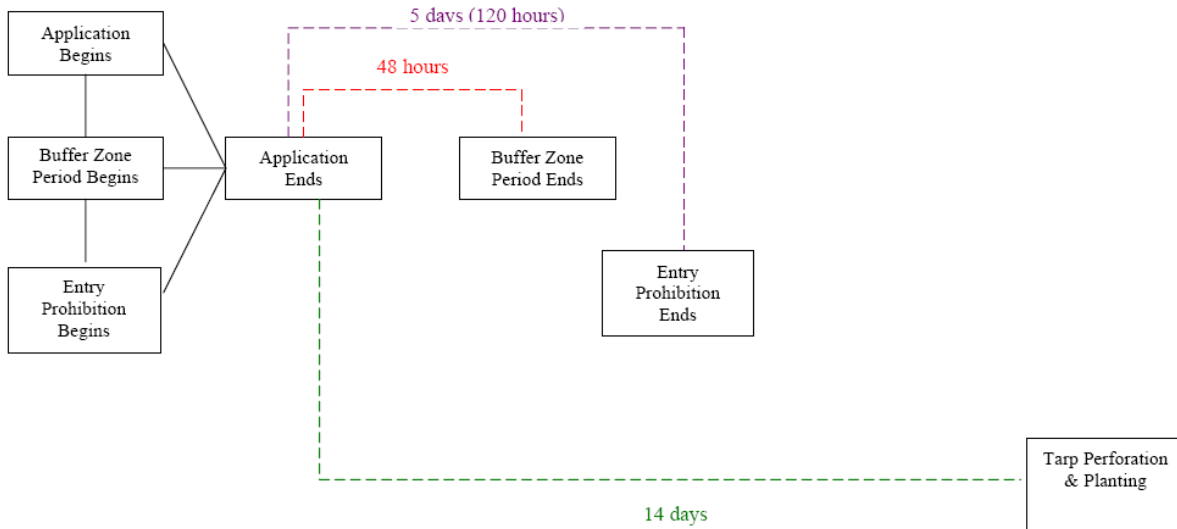 5 days (120 hours)
Application
Begins
48 hours
Buffer Zone
Period Begins
Application
Ends
Buffer Zone
Period Ends
Entry
Prohibition
Begins
Entry
Prohibition
Ends
Tarp Perforation
& Planting
14 days